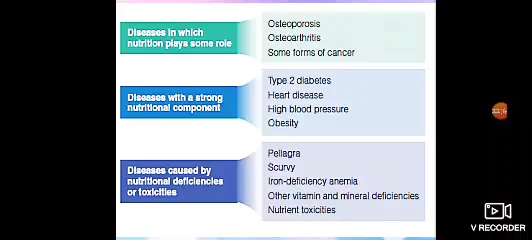 Diseases in which
nutrition plays some role
Osteoporosis
Osteoarthritis
Some forms of cancer
Diseases with a strong
nutritional component
Type 2 diabetes
Heart disease
High blood pressure
Obesity
Diseases caused by
nutritional deficiencies
or toxicities
Pellagra
Scurvy
Iron-deficiency anemia
Other vitamin and mineral deficiencies
Nutrient toxicities
V RECORDER